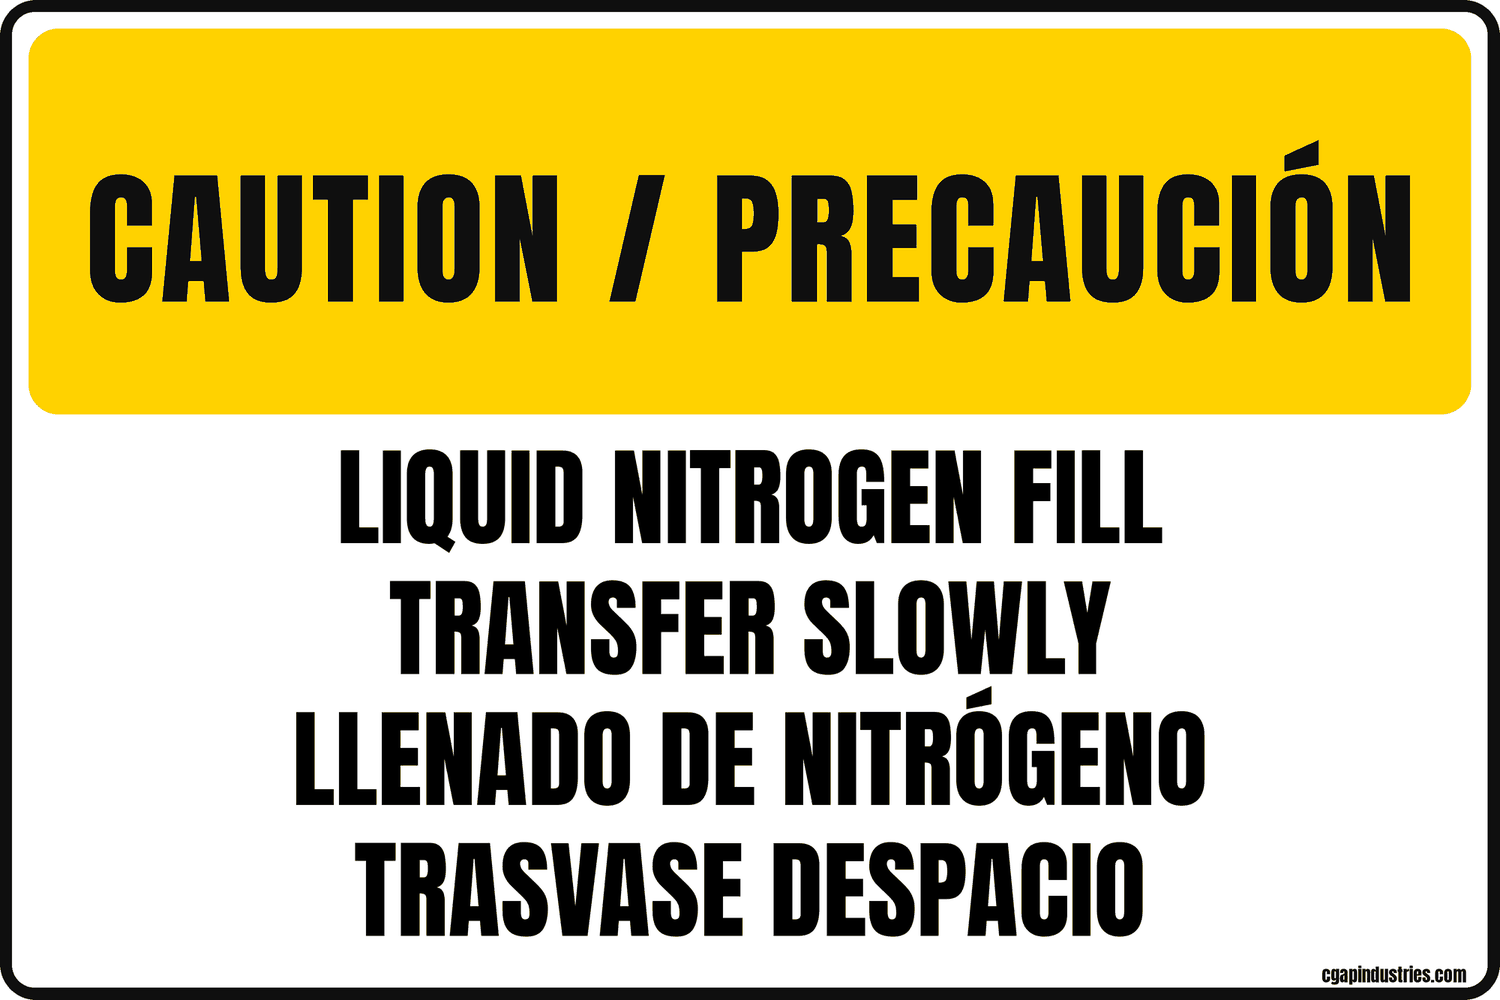 CAUTION / PRECAUCIÓN
LIQUID NITROGEN FILL
TRANSFER SLOWLY
LLENADO DE NITRÓGENO
TRASVASE DESPACIO
cgapindustries.com